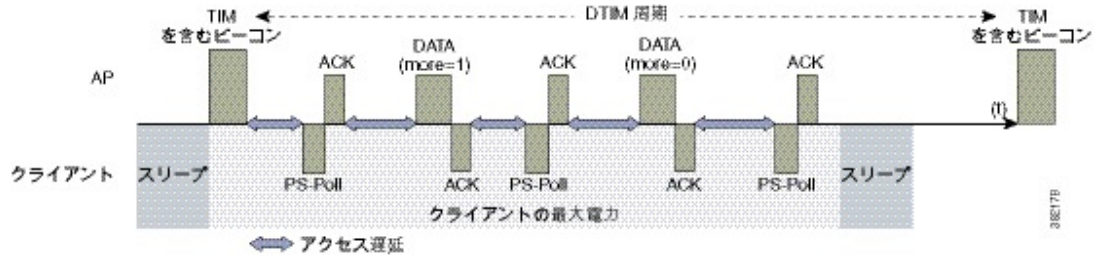 TIM
を含むビーコン
DTIM 周期
TIM
を含むビーコン
AP
ACK
DATA
(more=1)
ACK
DATA
(more=0)
ACK
(t)
クライアント
スリープ
PS-Poll
ACK
PS-Poll
ACK
PS-Poll
スリープ
クライアントの最大電力
アクセス遅延